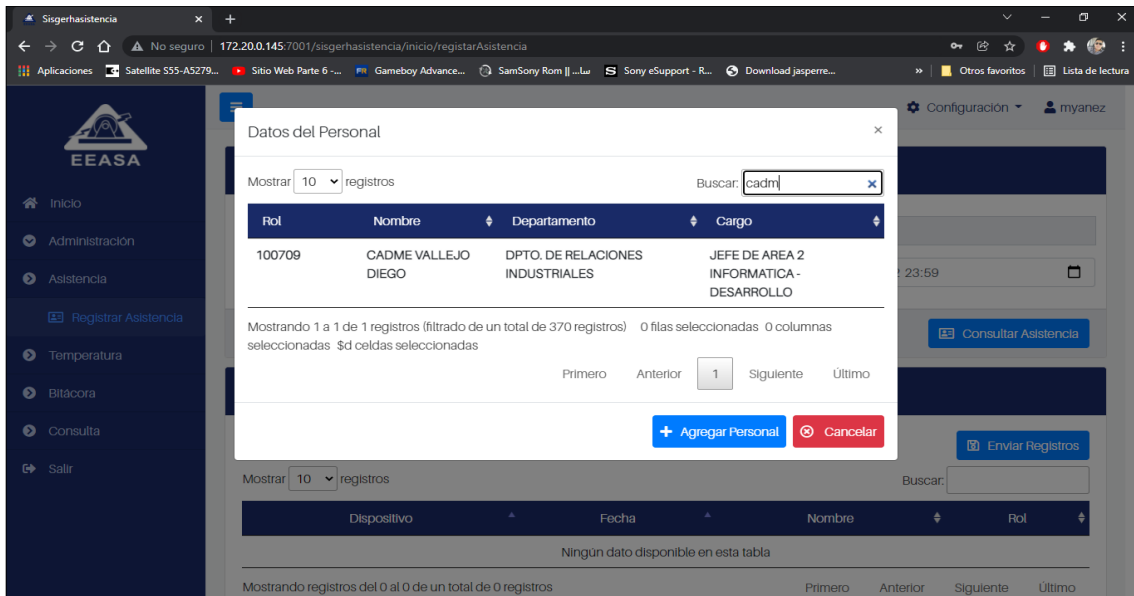 Sisgerhasistencia
No seguro 172.20.0.145:7001/sisgerhasistencia/inicio/registarAsistencia
Aplicaciones Satellite S55-A5279... Sitio Web Parte 6 -... Gameboy Advance... SamSony Rom || ... Sony eSupport - R... Download jasperre... » Otros favoritos Lista de lectura
EEASA
Configuración myanez
Datos del Personal ×
Mostrar 10 registros Buscar: cadm
Rol Nombre Departamento Cargo
100709 CADME VALLEJO DPTO. DE RELACIONES JEFE DE AREA 2
DIEGO INDUSTRIALES INFORMATICA -
DESARROLLO
Mostrando 1 a 1 de 1 registros (filtrado de un total de 370 registros) 0 filas seleccionadas 0 columnas
seleccionadas $d celdas seleccionadas
Primero Anterior 1 Siguiente Último
+ Agregar Personal Cancelar
Inicio
Administración
Asistencia
Registrar Asistencia
Temperatura
Bitácora
Consulta
Salir
23:59
Consultar Asistencia
Enviar Registros
Mostrar 10 registros Buscar:
Dispositivo Fecha Nombre Rol
Ningún dato disponible en esta tabla
Mostrando registros del 0 al 0 de un total de 0 registros Primero Anterior Siguiente Último